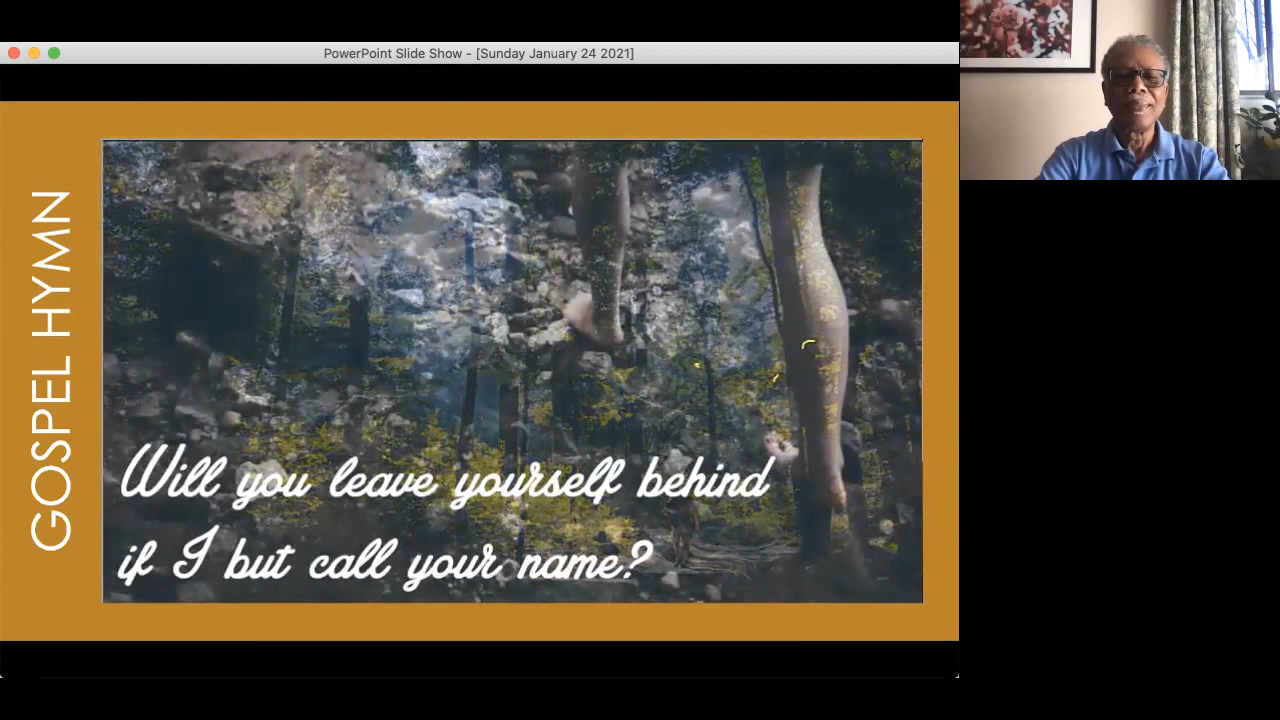 PowerPoint Slide Show - [Sunday January 24 2021]
GOSPEL HYMN
Will you leave yourself behind
if I but call your name?